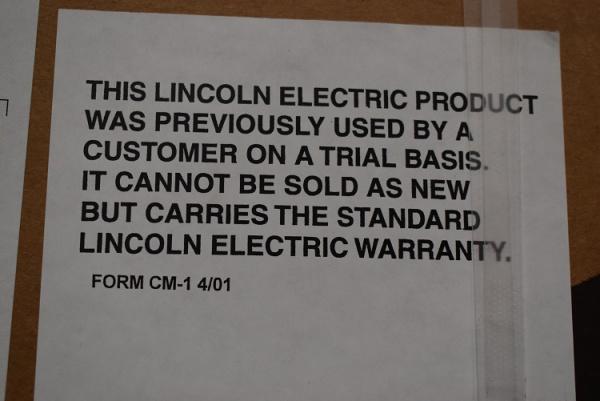 THIS LINCOLN ELECTRIC PRODUCT
WAS PREVIOUSLY USED BY A
CUSTOMER ON A TRIAL BASIS.
IT CANNOT BE SOLD AS NEW
BUT CARRIES THE STANDARD
LINCOLN ELECTRIC WARRANTY.
FORM CM-1 4/01